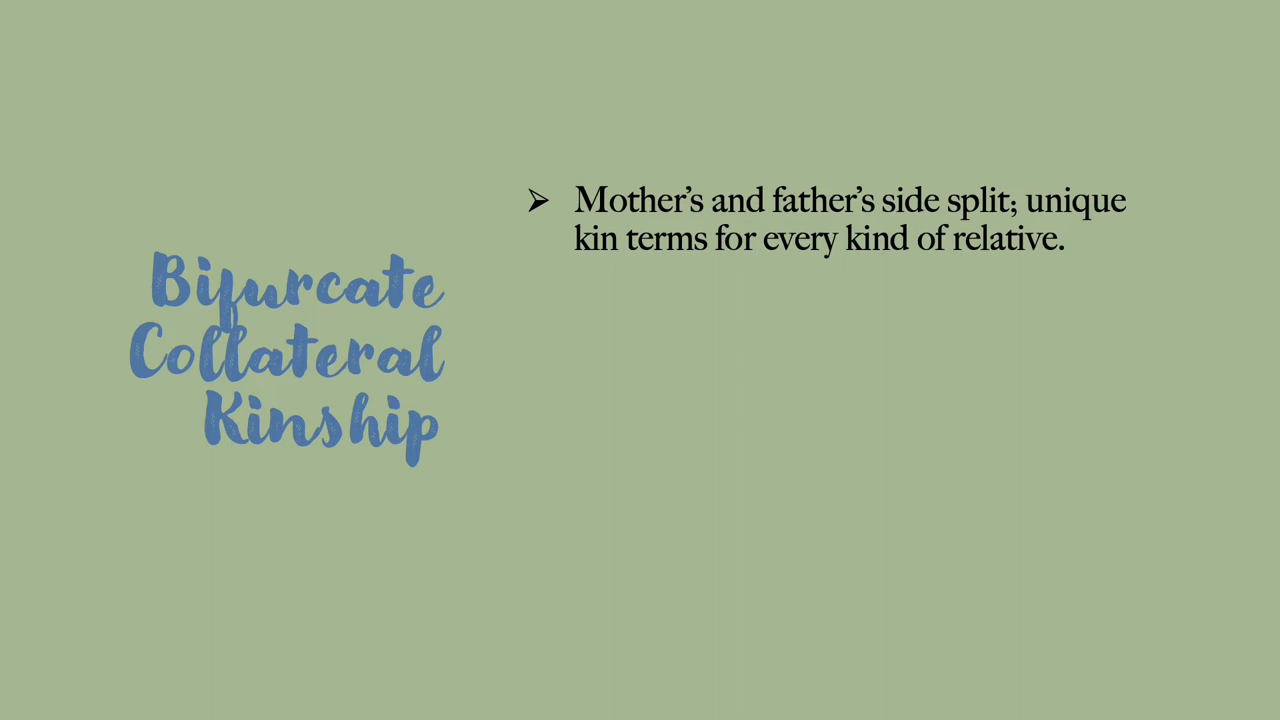 Bifurcate
Collateral
Kinship
➢ Mother’s and father’s side split; unique
kin terms for every kind of relative.